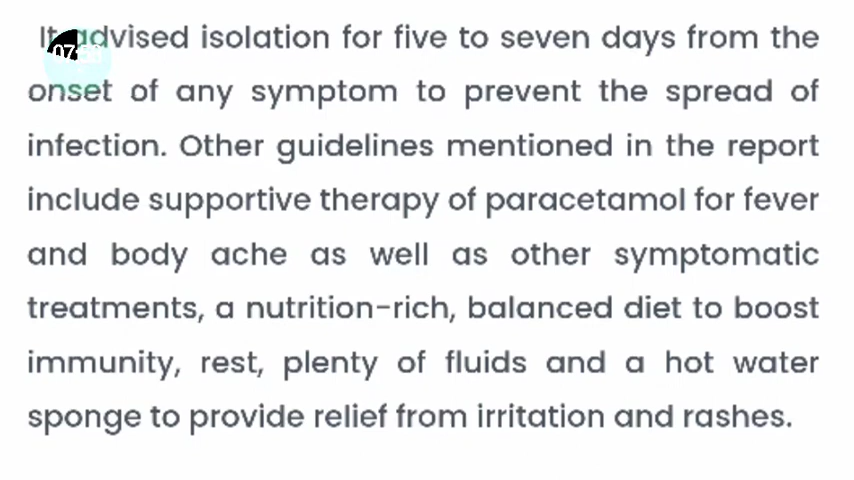 It advised isolation for five to seven days from the
onset of any symptom to prevent the spread of
infection. Other guidelines mentioned in the report
include supportive therapy of paracetamol for fever
and body ache as well as other symptomatic
treatments, a nutrition-rich, balanced diet to boost
immunity, rest, plenty of fluids and a hot water
sponge to provide relief from irritation and rashes.